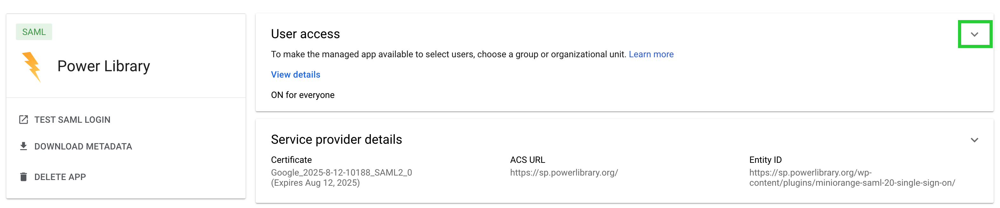 SAML
Power Library
TEST SAML LOGIN
DOWNLOAD METADATA
DELETE APP
User access
To make the managed app available to select users, choose a group or organizational unit. Learn more
View details
ON for everyone
Service provider details
Certificate
Google_2025-8-12-10188_SAML2_0
(Expires Aug 12, 2025)
ACS URL
https://sp.powerlibrary.org/
Entity ID
https://sp.powerlibrary.org/wp-
content/plugins/miniorange-saml-20-single-sign-on/